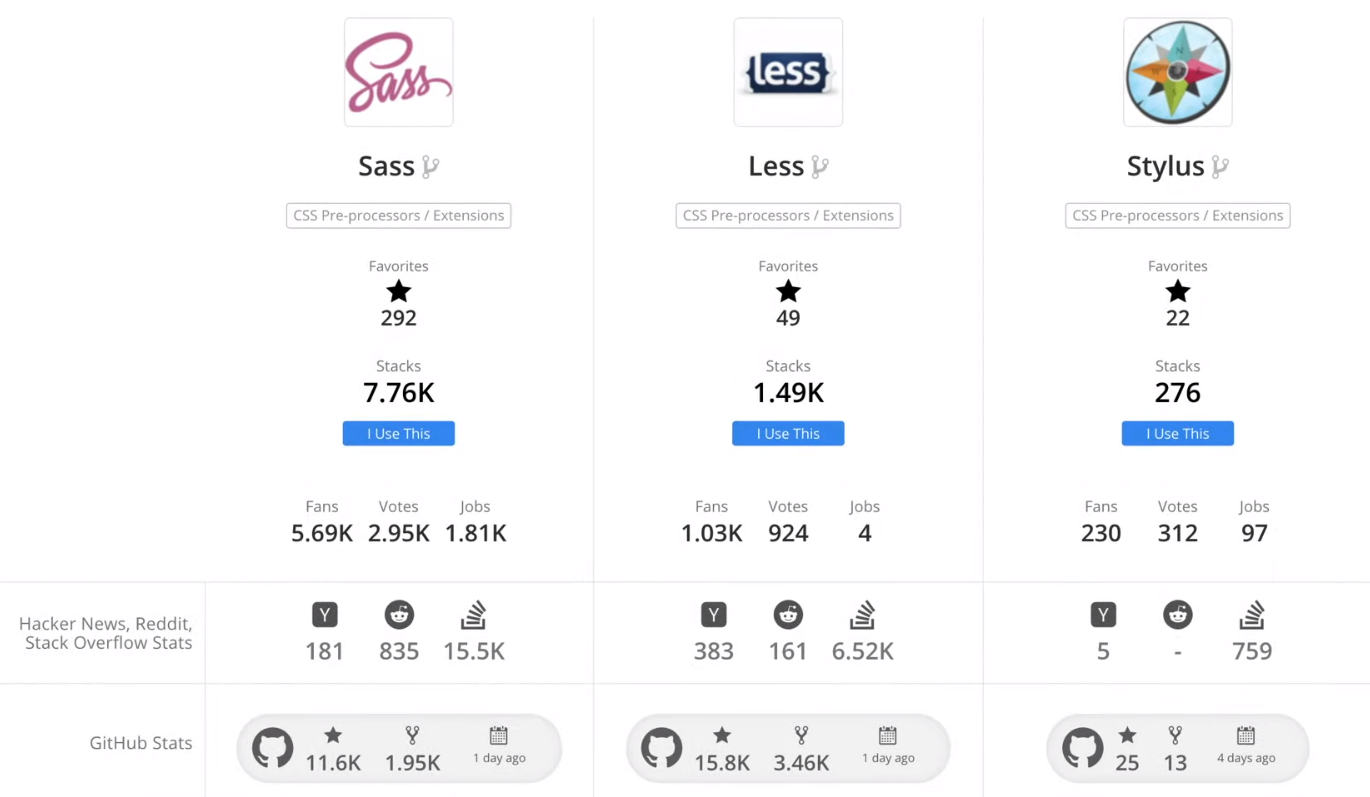 Sass
{less}
N
Sass
Less
Stylus
CSS Pre-processors / Extensions
CSS Pre-processors / Extensions
CSS Pre-processors / Extensions
Favorites
Favorites
Favorites
292
49
22
Stacks
Stacks
Stacks
7.76K
1.49K
276
I Use This
I Use This
I Use This
Fans Votes Jobs
Fans Votes Jobs
Fans Votes Jobs
5.69K 2.95K 1.81K
1.03K 924 4
230 312 97
Hacker News, Reddit,
Stack Overflow Stats
Y
Y
Y
181 835 15.5K
383 161 6.52K
5 - 759
GitHub Stats
11.6K 1.95K 1 day ago
15.8K 3.46K 1 day ago
25 13 4 days ago